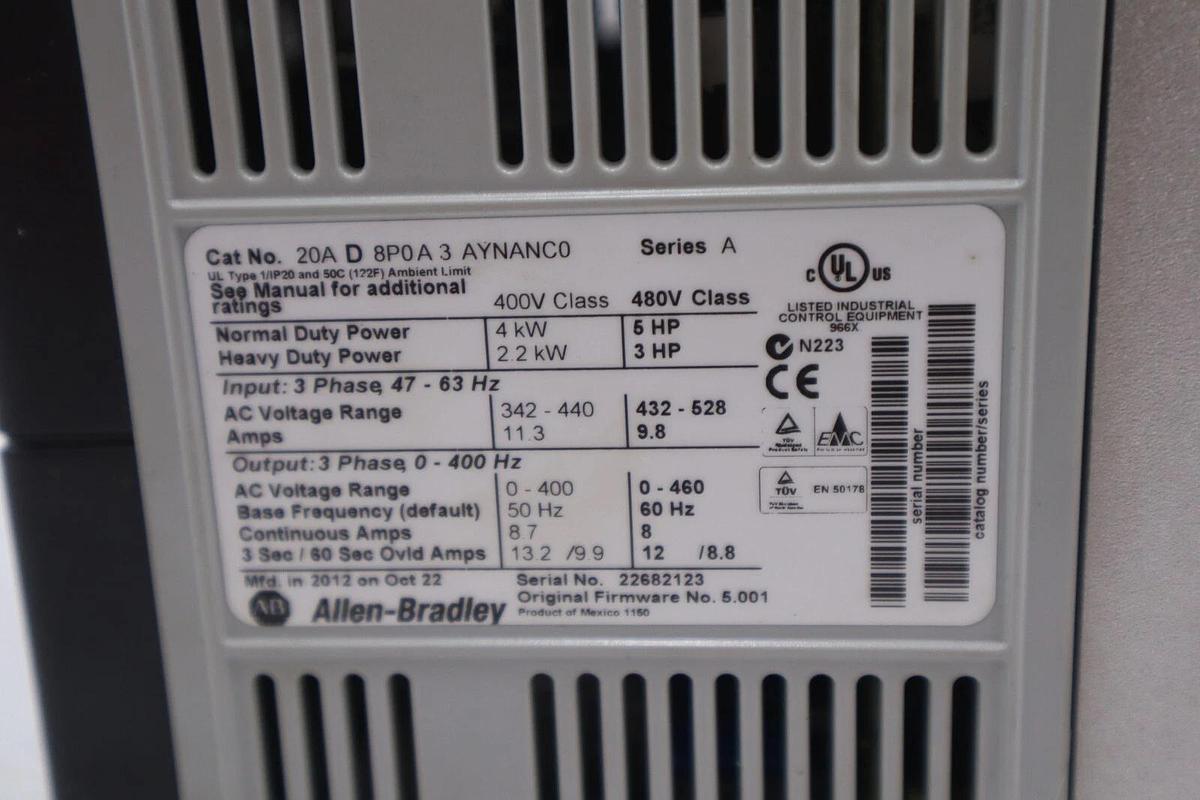 Cat No. 20A D 8P0 A 3 AYNANC0 Series A
UL Type 1/IP20 and 50C (122F) Ambient Limit
See Manual for additional
ratings
400V Class 480V Class
Normal Duty Power 4 kW 5 HP
Heavy Duty Power 2.2 kW 3 HP
Input: 3 Phase, 47 - 63 Hz
AC Voltage Range 342 - 440 432 - 528
Amps 11.3 9.8
Output: 3 Phase, 0 - 400 Hz
AC Voltage Range 0 - 400 0 - 460
Base Frequency (default) 50 Hz 60 Hz
Continuous Amps 8.7 8
3 Sec / 60 Sec Ovld Amps 13.2 /9.9 12 /8.8
Mfd. in 2012 on Oct 22
Serial No. 22682123
Original Firmware No. 5.001
Product of Mexico 1150
AB Allen-Bradley
C UL US
LISTED INDUSTRIAL
CONTROL EQUIPMENT
966X
N223
CE
TÜV
Product Safety
EMC
TÜV
EN 50178
serial number
catalog number/series